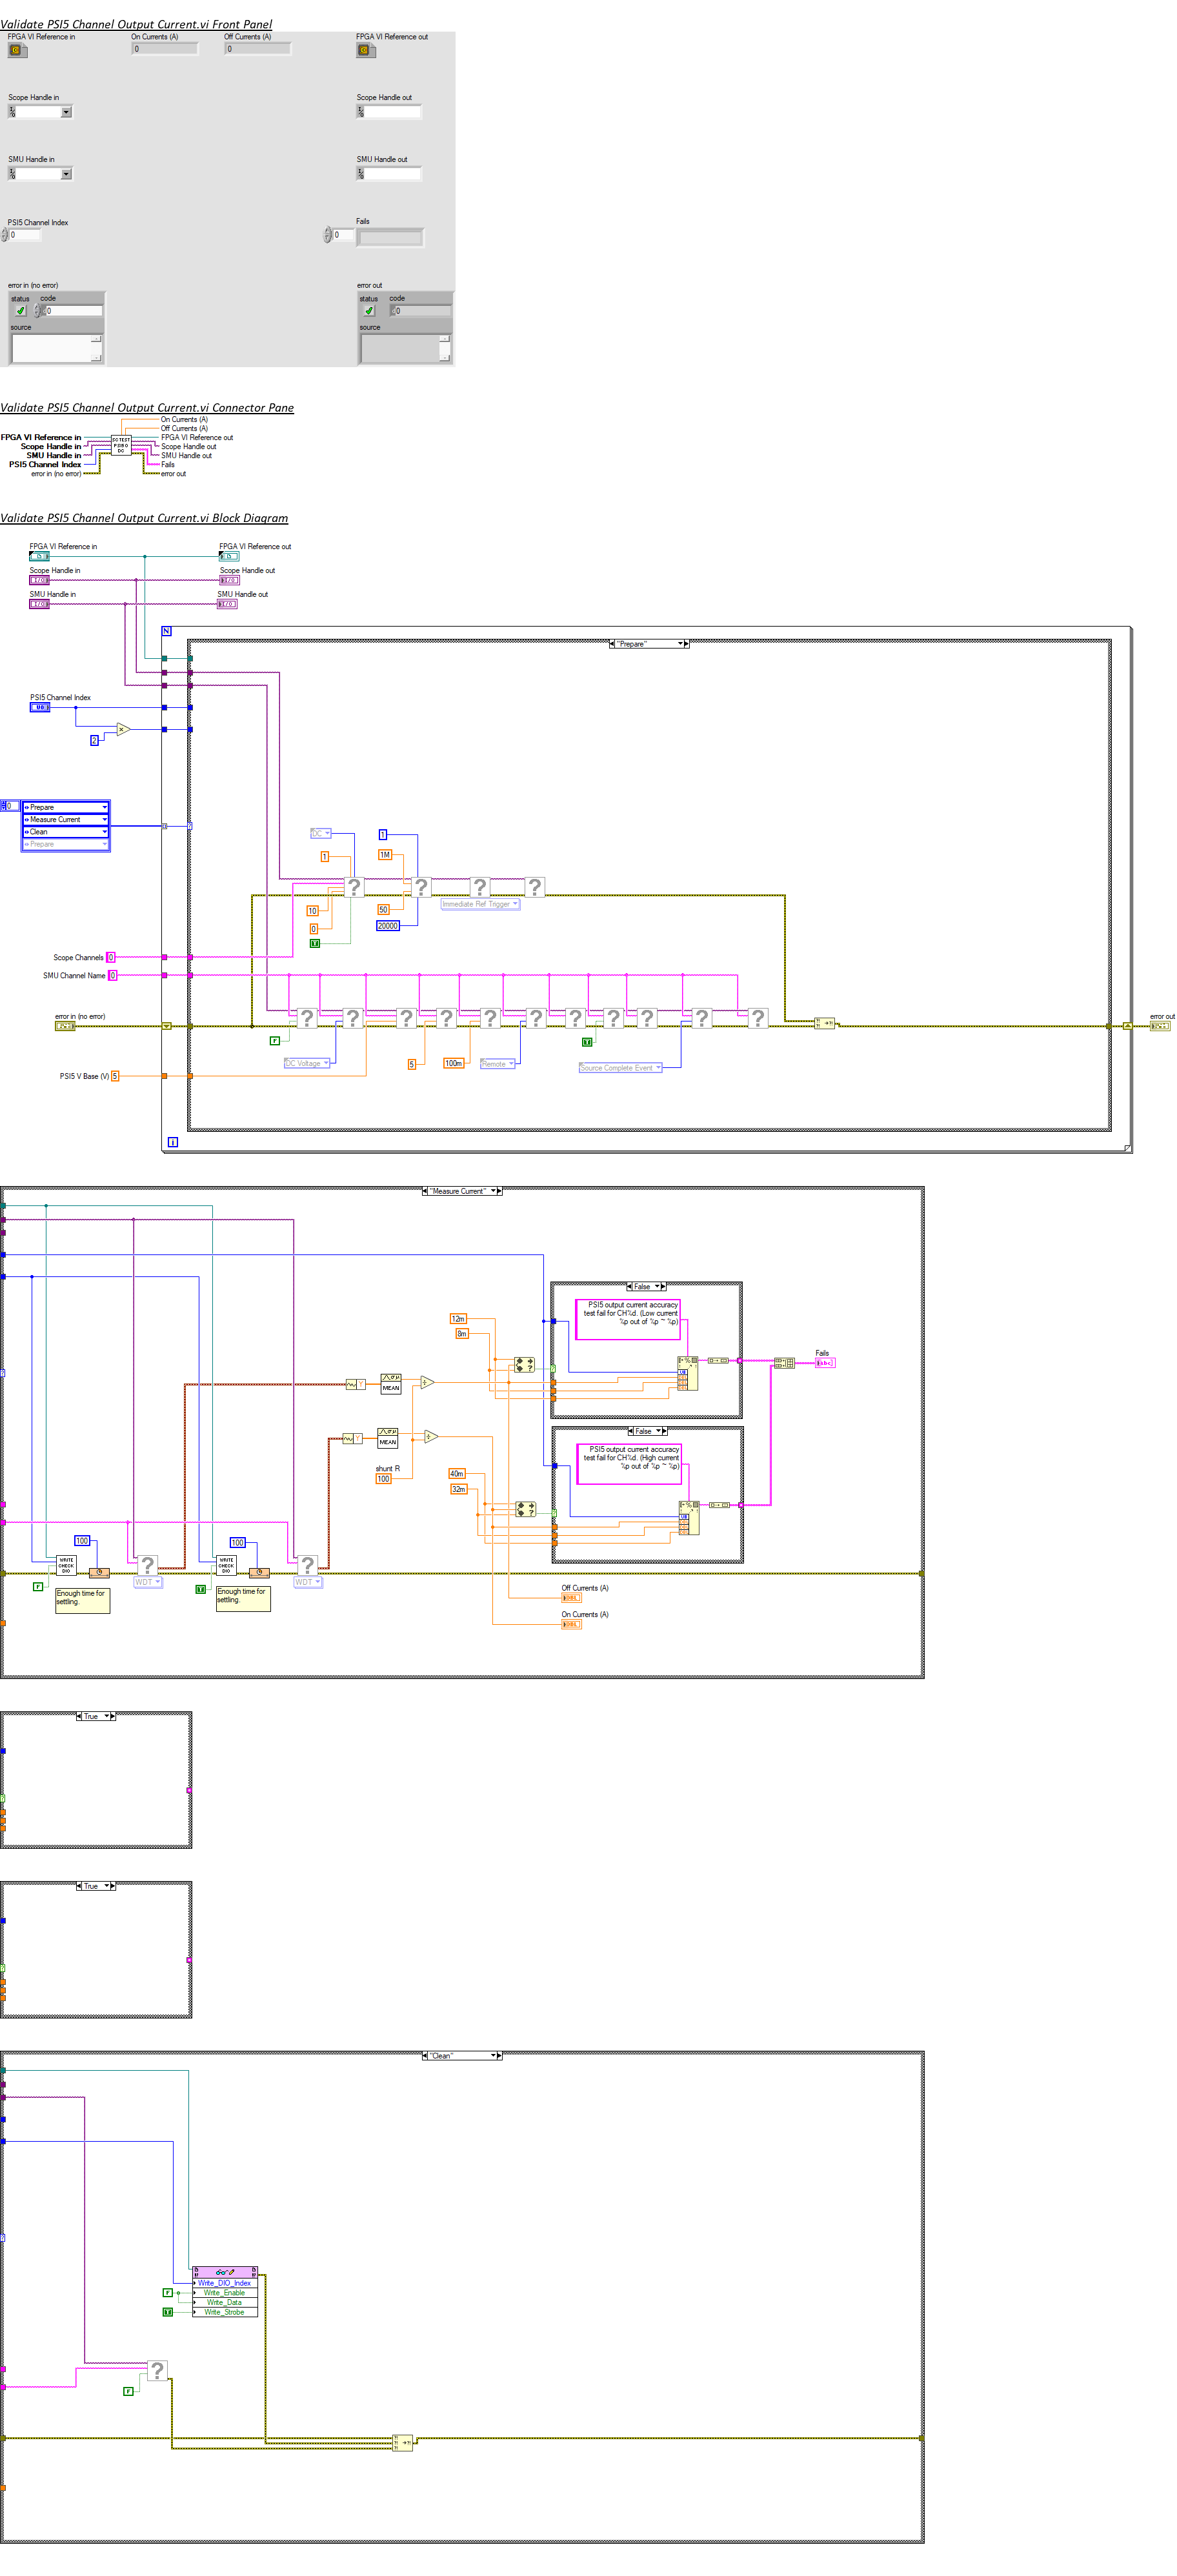 Validate PSI5 Channel Output Current.vi Front Panel
FPGA VI Reference in
On Currents (A)
Off Currents (A)
FPGA VI Reference out
0
0
Scope Handle in
Scope Handle out
SMU Handle in
SMU Handle out
PSI5 Channel Index
Fails
0
0
error in (no error)
error out
status code
0
source
status code
0
source
Validate PSI5 Channel Output Current.vi Connector Pane
On Currents (A)
Off Currents (A)
FPGA VI Reference in
FPGA VI Reference out
Scope Handle in
Scope Handle out
SMU Handle in
SMU Handle out
PSI5 Channel Index
Fails
error in (no error)
error out
Validate PSI5 Channel Output Current.vi Block Diagram
FPGA VI Reference in
FPGA VI Reference out
Scope Handle in
Scope Handle out
SMU Handle in
SMU Handle out
N
"Prepare"
PSI5 Channel Index
2
0
Prepare
Measure Current
Clean
Prepare
DC
1
1
1M
10
50
0
20000
T
Immediate Ref Trigger
Scope Channels 0
SMU Channel Name 0
error in (no error)
error out
F
DC Voltage
5
100m
Remote
T
Source Complete Event
PSI5 V Base (V) 5
i
"Measure Current"
False
PSI5 output current accuracy
test fail for CH%d. (Low current
%p out of %p ~ %p)
12m
8m
MEAN
Fails
False
PSI5 output current accuracy
test fail for CH%d. (High current
%p out of %p ~ %p)
MEAN
shunt R
100
40m
32m
100
WRITE
CHECK
DIO
WDT
F
Enough time for
settling.
100
WRITE
CHECK
DIO
WDT
T
Enough time for
settling.
Off Currents (A)
On Currents (A)
True
True
"Clean"
Write_DIO_Index
F
Write_Enable
Write_Data
T
Write_Strobe
F